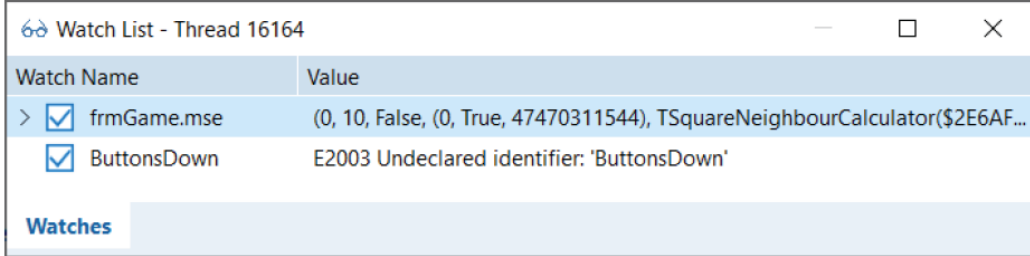 Watch List - Thread 16164
Watch Name Value
frmGame.mse (0, 10, False, (0, True, 47470311544), TSquareNeighbourCalculator($2E6AF...
ButtonsDown E2003 Undeclared identifier: 'ButtonsDown'
Watches